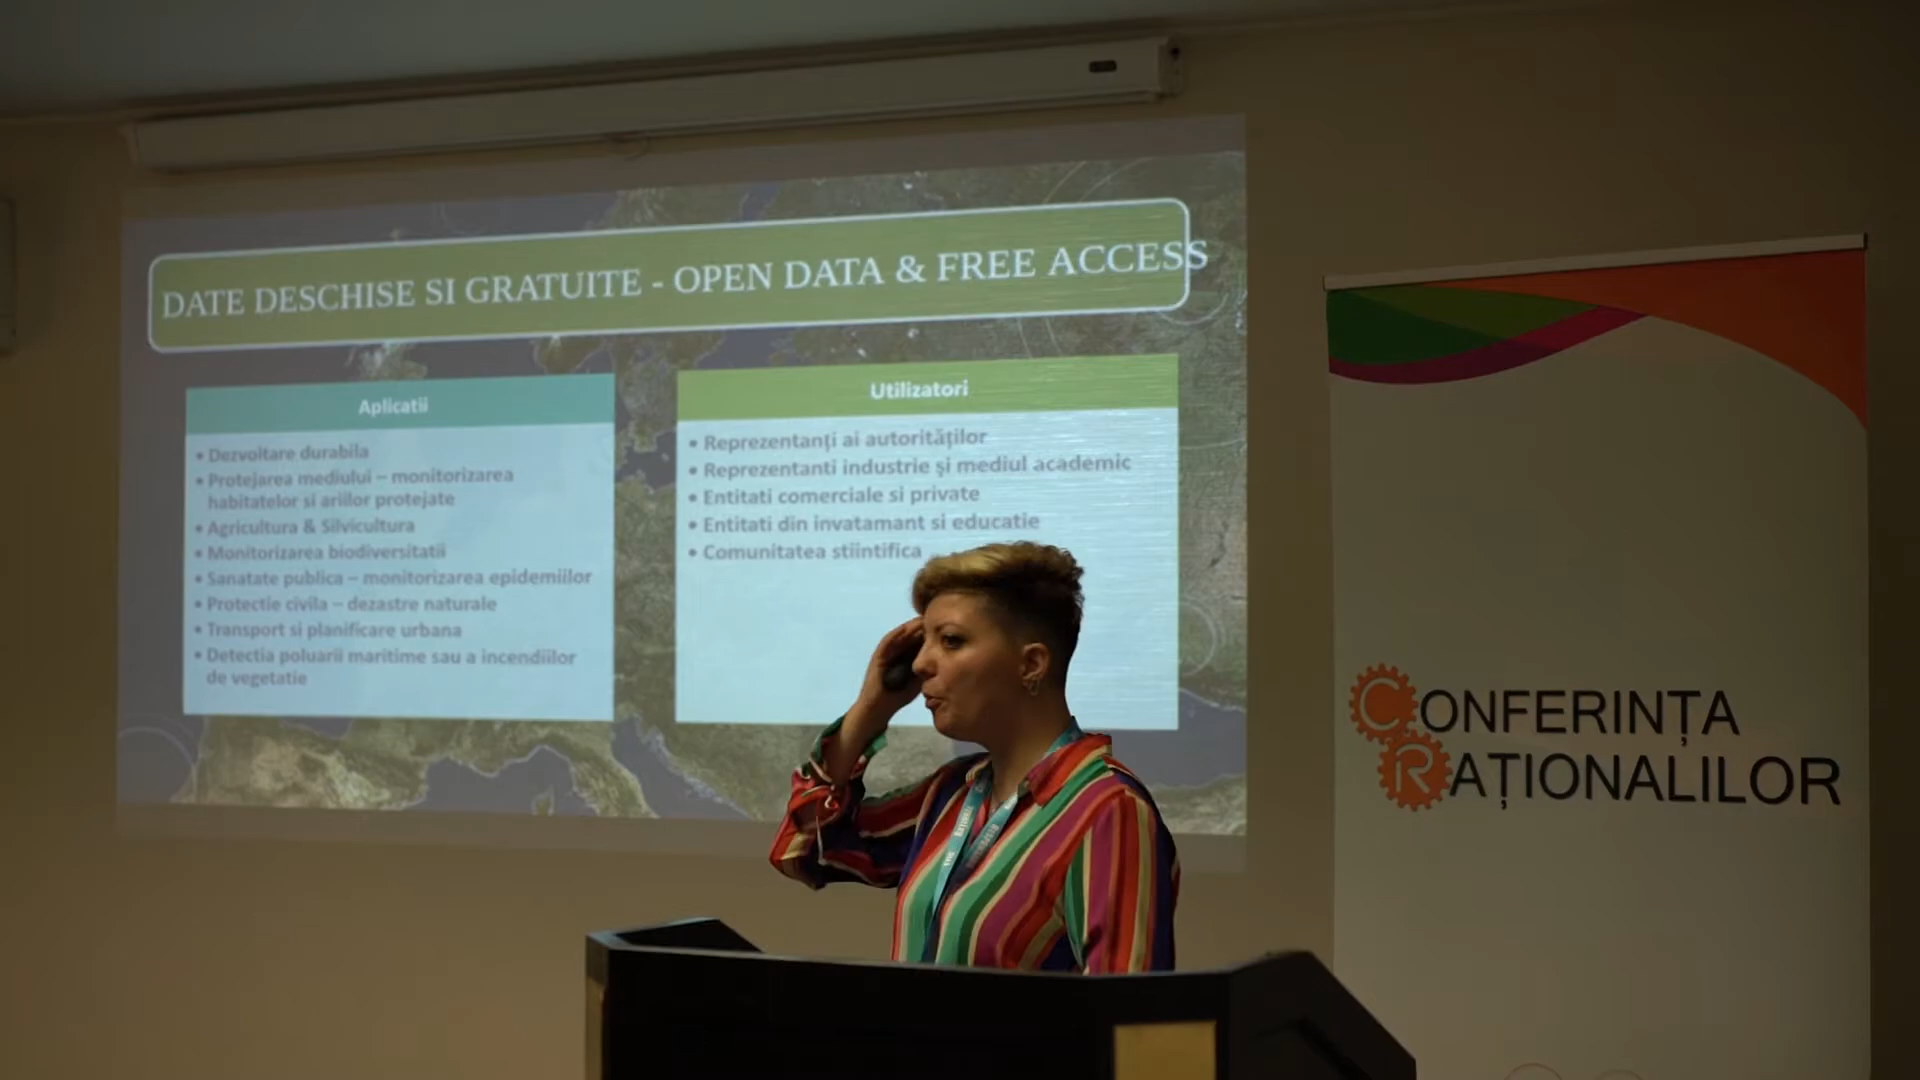 DATE DESCHISE SI GRATUITE - OPEN DATA & FREE ACCESS
Aplicatii
• Dezvoltare durabila
• Protejarea mediului – monitorizarea
habitatelor si ariilor protejate
• Agricultura & Silvicultura
• Monitorizarea biodiversitatii
• Sanatate publica – monitorizarea epidemiilor
• Protectie civila – dezastre naturale
• Transport si planificare urbana
• Detectia poluarii maritime sau a incendiilor
de vegetatie
Utilizatori
• Reprezentanți ai autorităților
• Reprezentanti industrie și mediul academic
• Entitati comerciale si private
• Entitati din invatamant si educatie
• Comunitatea stiintifica
CONFERINȚA
RAȚIONALILOR